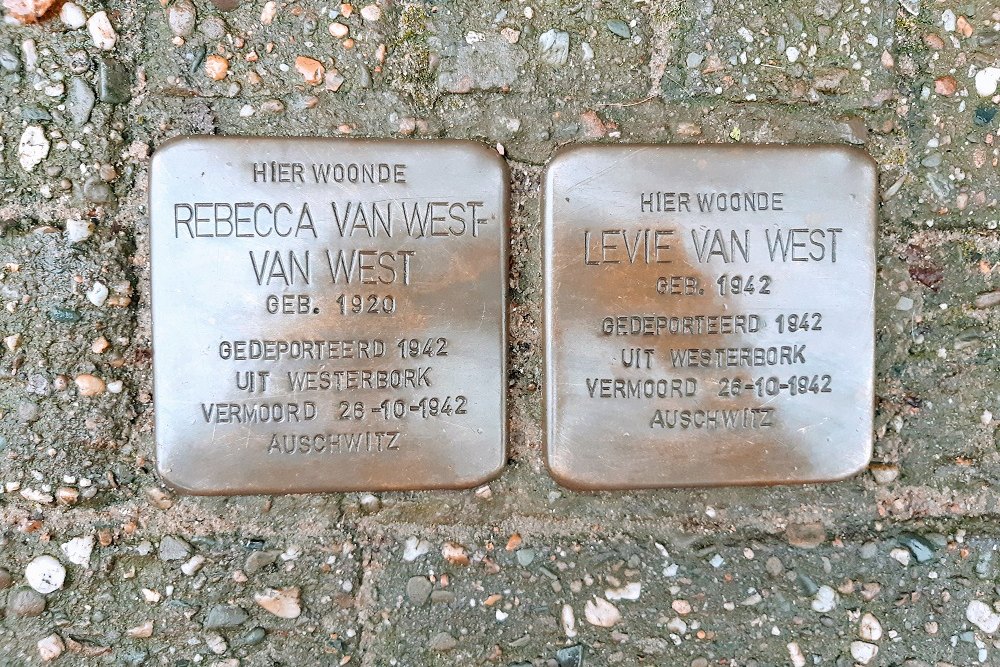 HIER WOONDE
REBECCA VAN WEST-
VAN WEST
GEB. 1920
GEDEPORTEERD 1942
UIT WESTERBORK
VERMOORD 26-10-1942
AUSCHWITZ
HIER WOONDE
LEVIE VAN WEST
GEB. 1942
GEDEPORTEERD 1942
UIT WESTERBORK
VERMOORD 26-10-1942
AUSCHWITZ